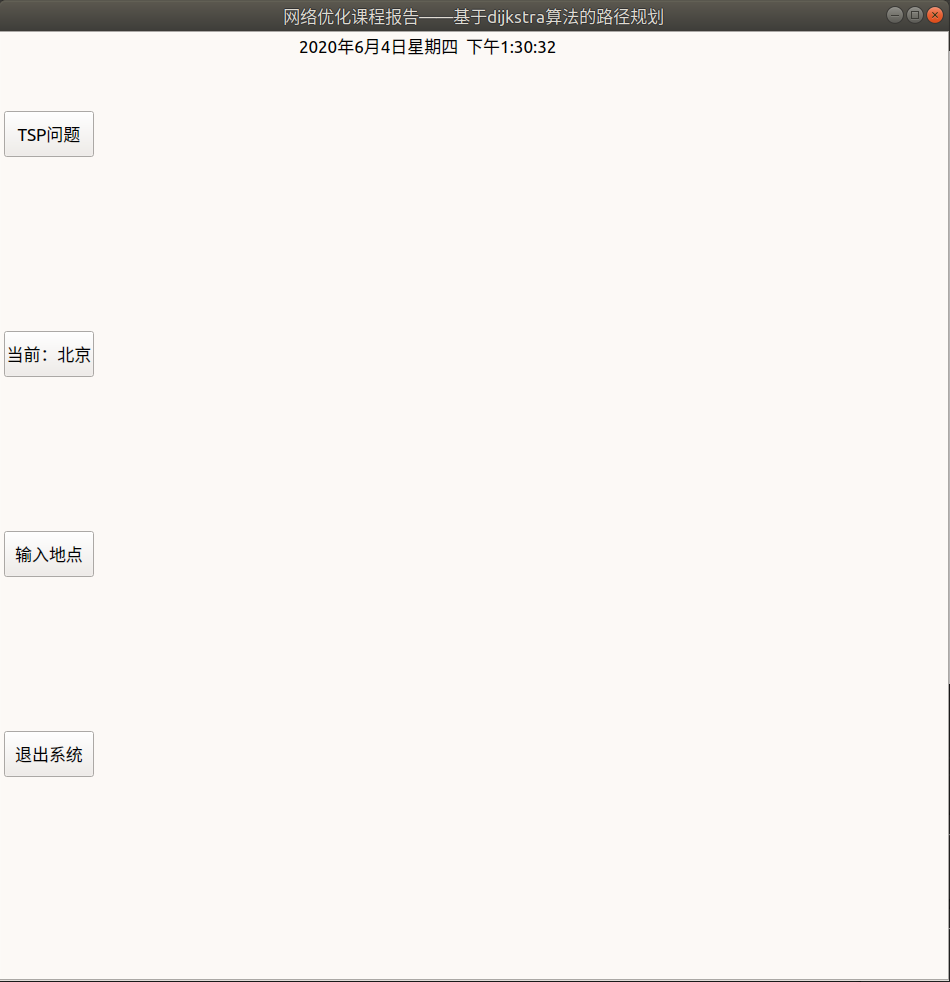 网络优化课程报告——基于dijkstra算法的路径规划
2020年6月4日星期四 下午1:30:32
TSP问题
当前：北京
输入地点
退出系统